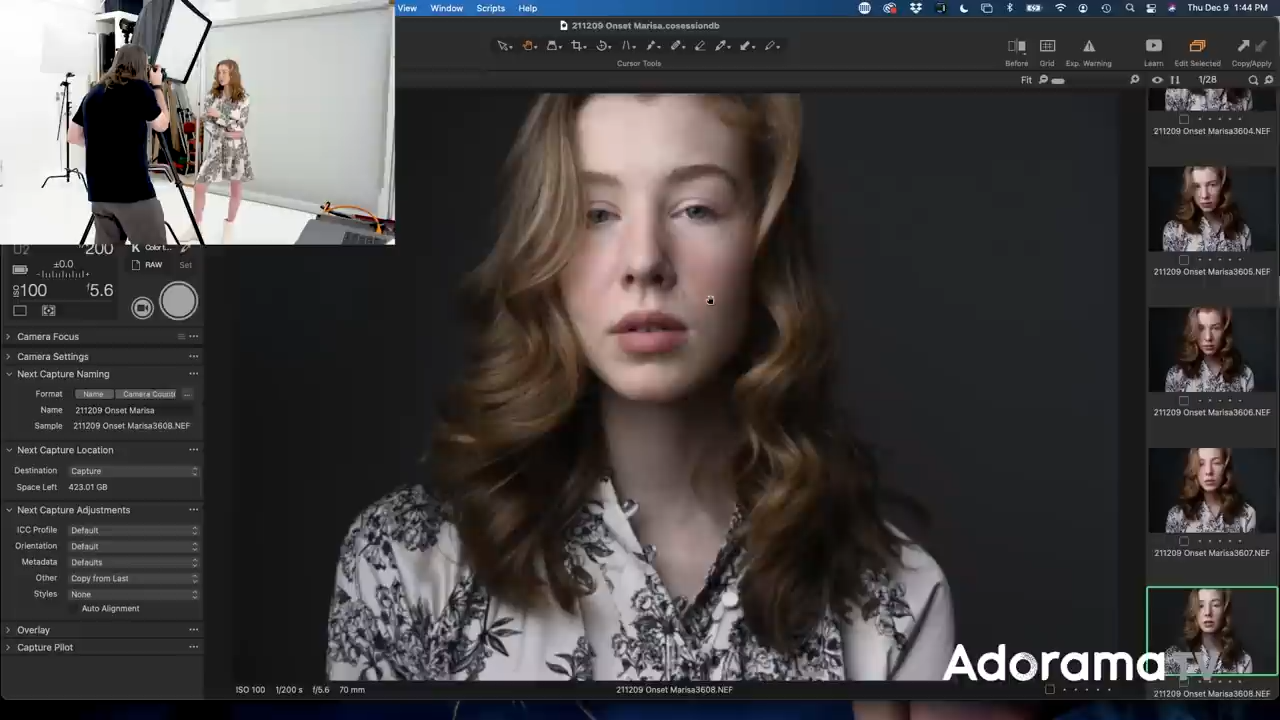 View Window Scripts Help
Thu Dec 9 1:44 PM
211209 Onset Marisa.cosessiondb
Cursor Tools
Before Grid Exp. Warning Learn Edit Selected Copy/Apply
Fit
1/28
200
±0.0
RAW Set
ISO 100 f5.6
Camera Focus
Camera Settings
Next Capture Naming
Format Name Camera Count
Name 211209 Onset Marisa
Sample 211209 Onset Marisa3608.NEF
Next Capture Location
Destination Capture
Space Left 423.01 GB
Next Capture Adjustments
ICC Profile Default
Orientation Default
Metadata Defaults
Other Copy from Last
Styles None
Auto Alignment
Overlay
Capture Pilot
211209 Onset Marisa3604.NEF
211209 Onset Marisa3605.NEF
211209 Onset Marisa3606.NEF
211209 Onset Marisa3607.NEF
211209 Onset Marisa3608.NEF
ISO 100 1/200 s f/5.6 70 mm
211209 Onset Marisa3608.NEF
Adorama TV